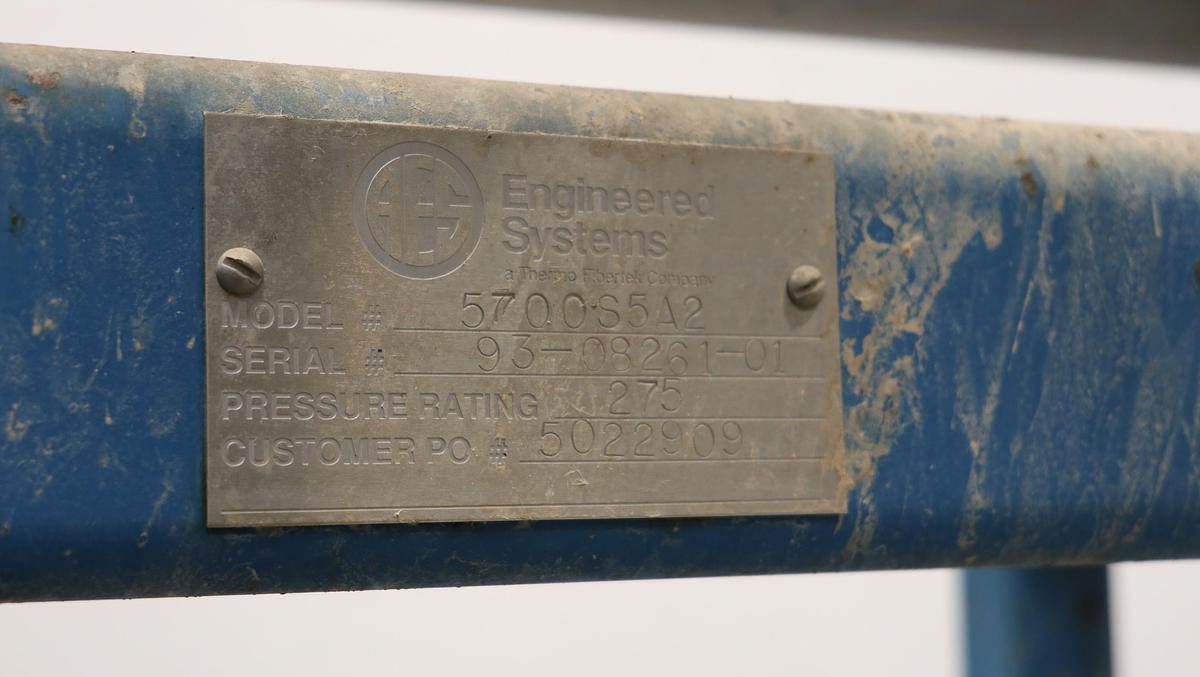 AES
Engineered
Systems
a Thermo Fibertek Company
MODEL # 5700S5A2
SERIAL # 93-08261-01
PRESSURE RATING 275
CUSTOMER PO # 5022909